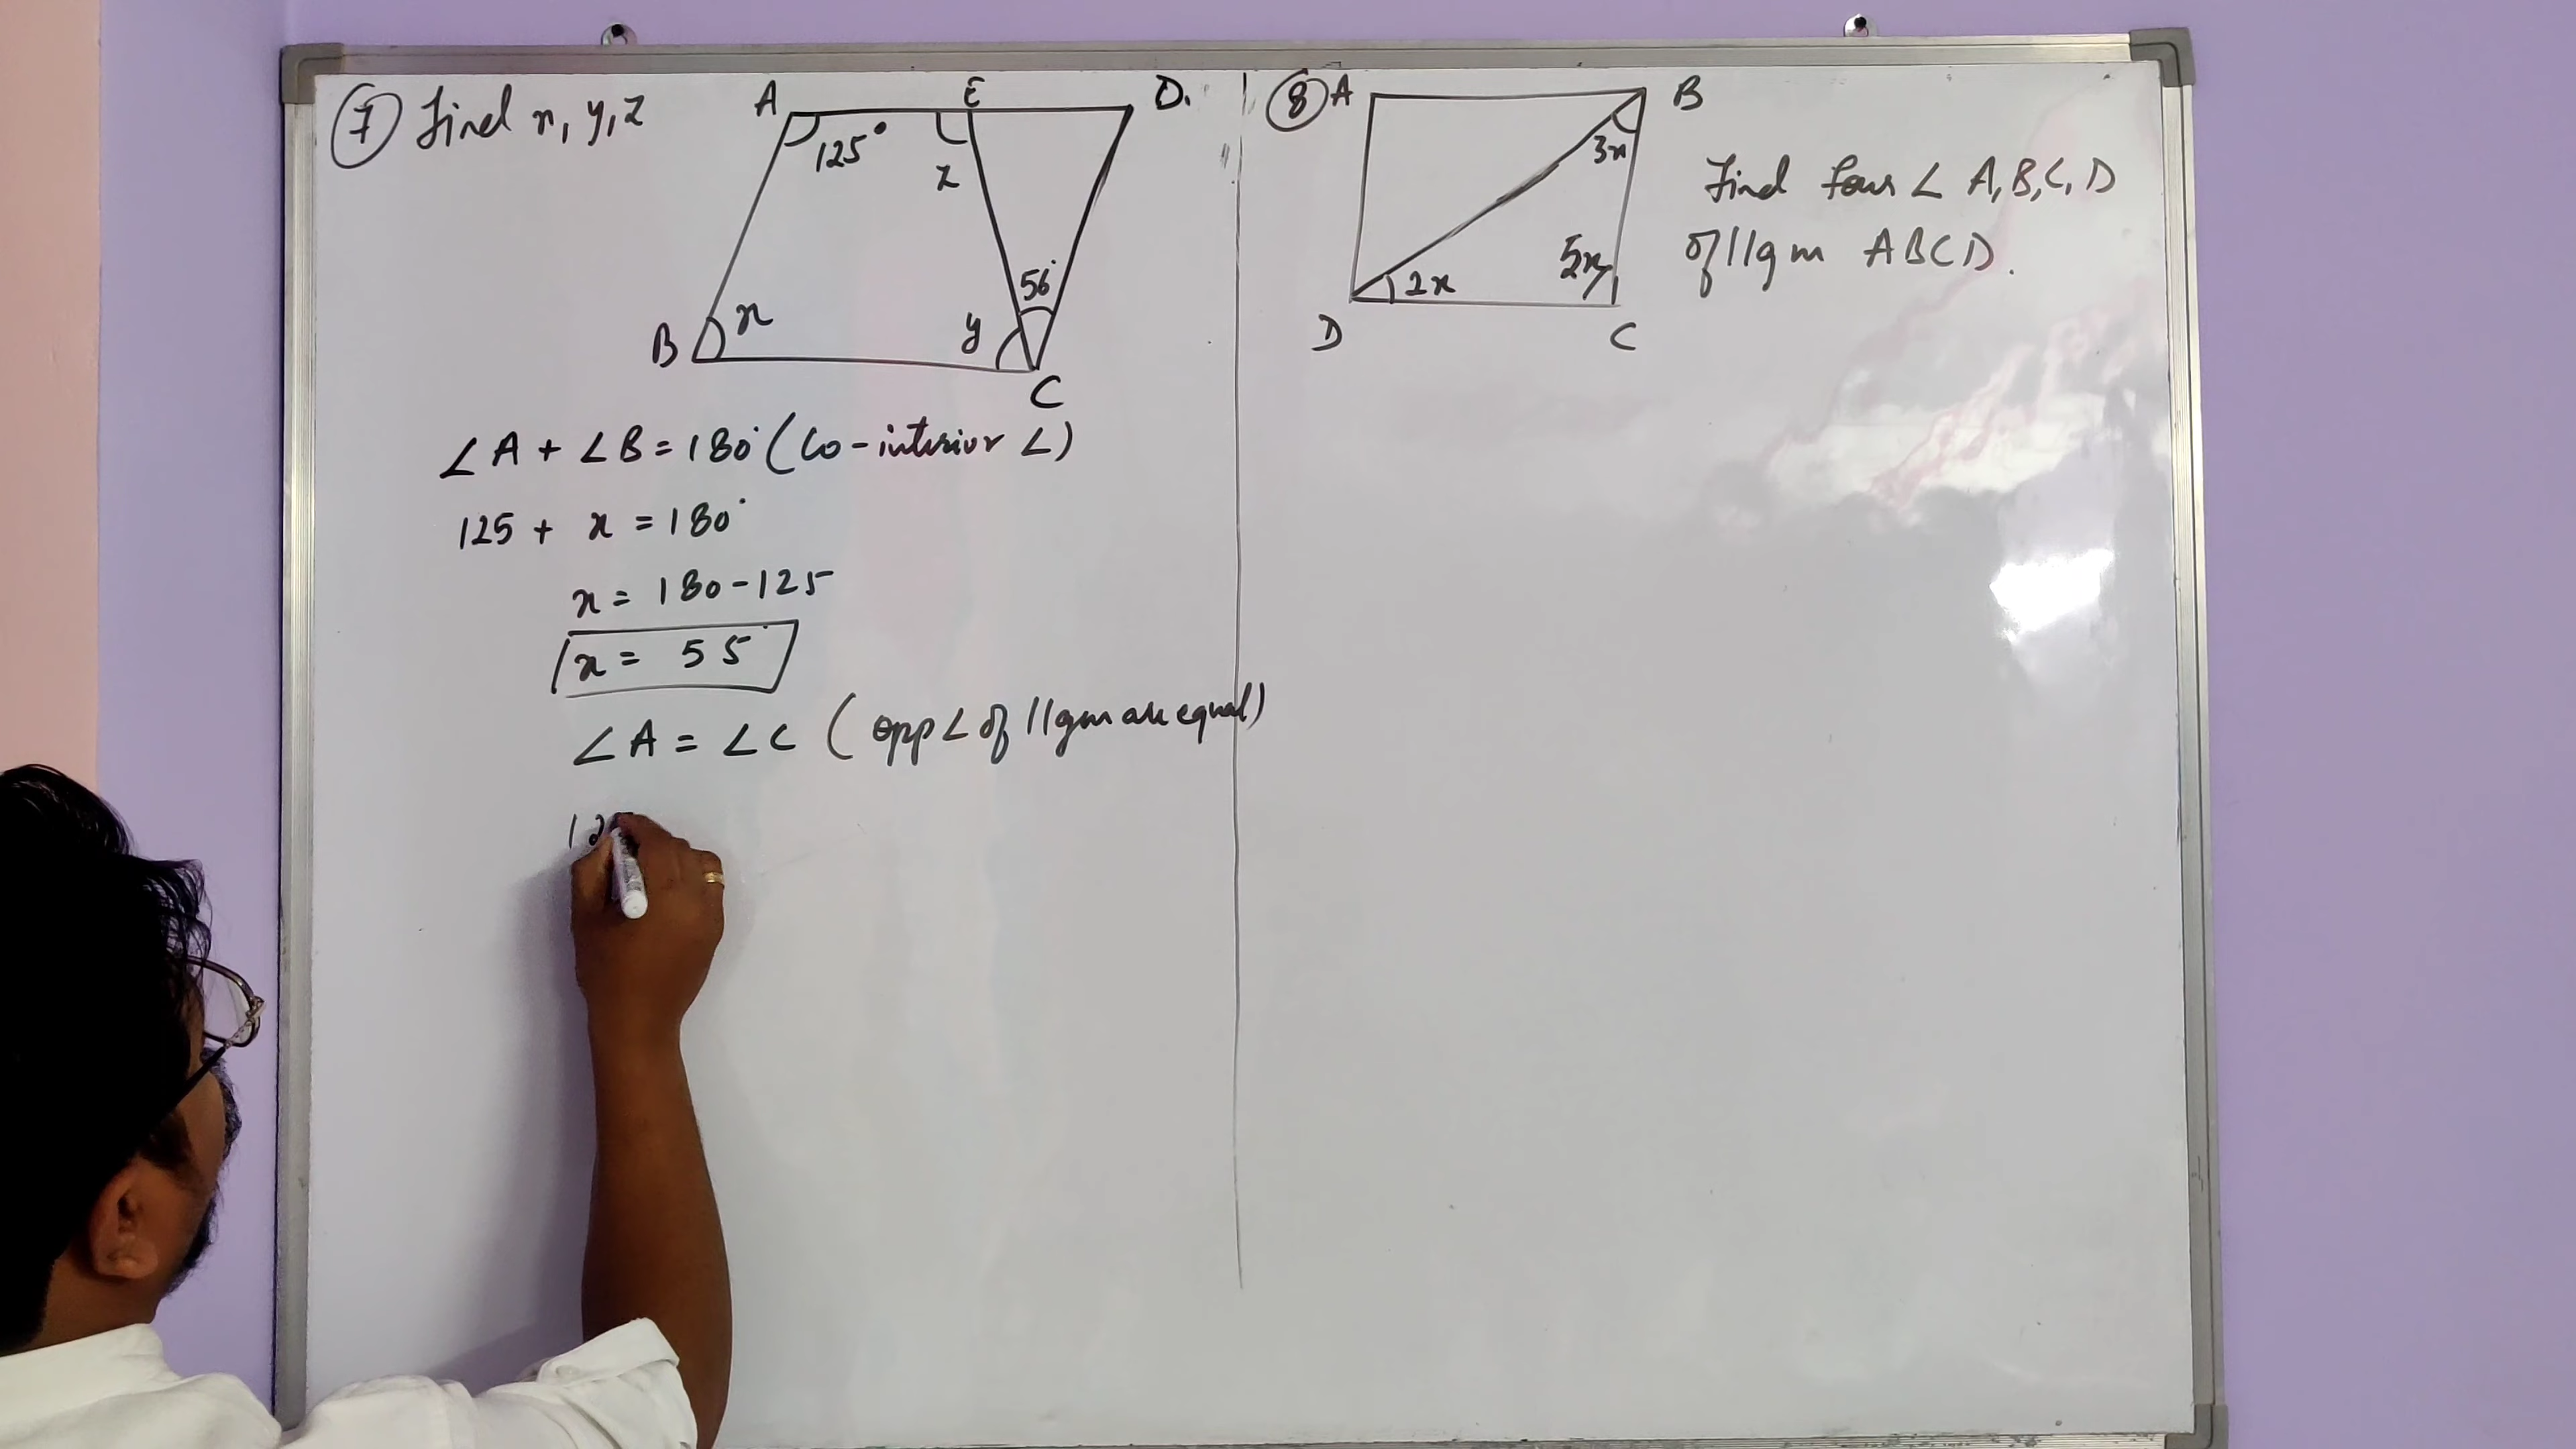 7 Find x, y, z
A E D.
125°
z
56°
B x y
C
∠A + ∠B = 180° (Co-interior ∠)
125 + x = 180°
x = 180-125
x = 55°
∠A = ∠C (opp ∠ of ||gm are equal)
12
8 A B
3x
Find four ∠ A, B, C, D
of ||gm ABCD.
2x 5x
D C